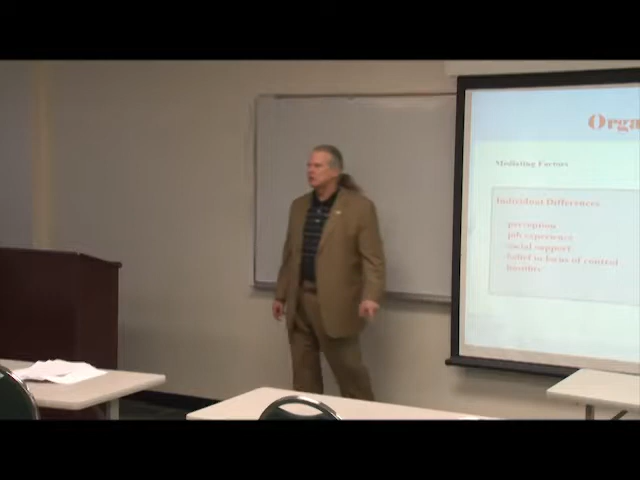 Orga
Mediating Factors
Individual Differences
perception
job experience
social support
belief in locus of control
hostility